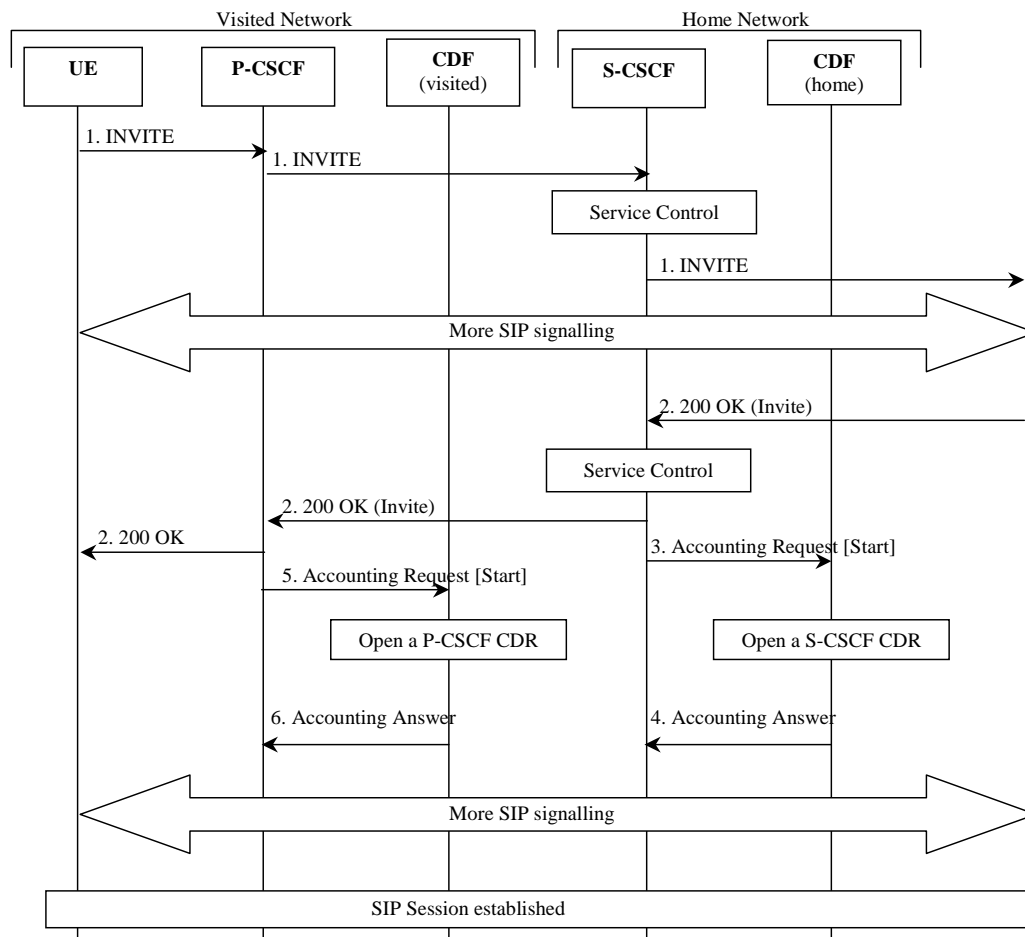 Visited Network
Home Network
UE
P-CSCF
CDF
(visited)
S-CSCF
CDF
(home)
1. INVITE
1. INVITE
Service Control
1. INVITE
More SIP signalling
2. 200 OK (Invite)
Service Control
2. 200 OK (Invite)
2. 200 OK
3. Accounting Request [Start]
5. Accounting Request [Start]
Open a P-CSCF CDR
Open a S-CSCF CDR
6. Accounting Answer
4. Accounting Answer
More SIP signalling
SIP Session established